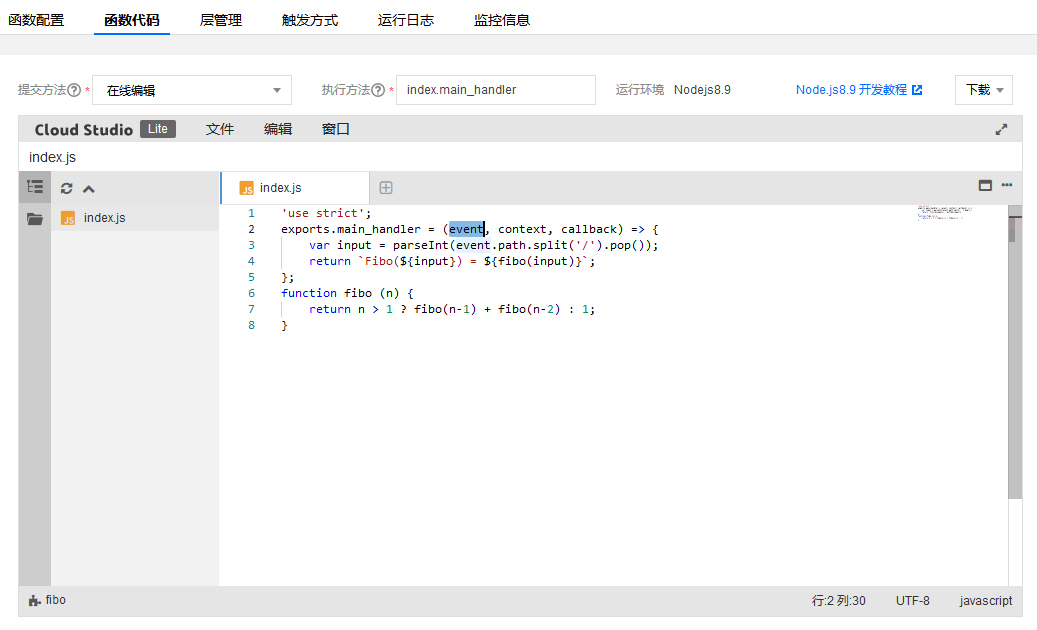 函数配置 函数代码 层管理 触发方式 运行日志 监控信息
提交方法 * 在线编辑 执行方法 * index.main_handler 运行环境 Nodejs8.9 Node.js8.9 开发教程 下载
Cloud Studio Lite 文件 编辑 窗口
index.js
JS index.js
JS index.js
1 'use strict';
2 exports.main_handler = (event, context, callback) => {
3 var input = parseInt(event.path.split('/').pop());
4 return `Fibo(${input}) = ${fibo(input)}`;
5 };
6 function fibo (n) {
7 return n > 1 ? fibo(n-1) + fibo(n-2) : 1;
8 }
fibo 行:2 列:30 UTF-8 javascript